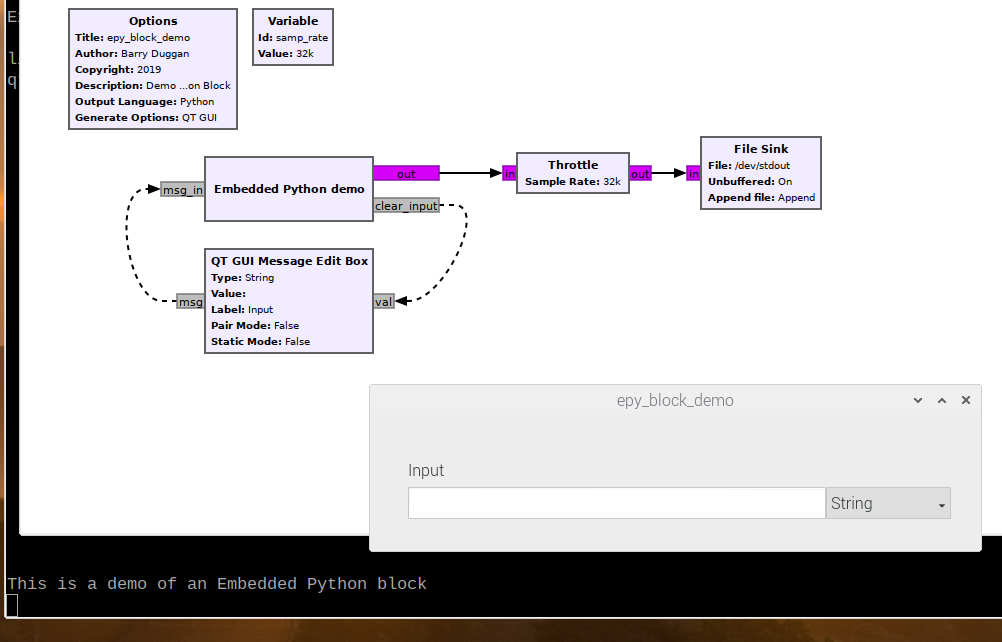 Options
Title: epy_block_demo
Author: Barry Duggan
Copyright: 2019
Description: Demo ...on Block
Output Language: Python
Generate Options: QT GUI
Variable
Id: samp_rate
Value: 32k
msg_in
Embedded Python demo
out
clear_input
in
Throttle
Sample Rate: 32k
out
in
File Sink
File: /dev/stdout
Unbuffered: On
Append file: Append
QT GUI Message Edit Box
Type: String
Value:
Label: Input
Pair Mode: False
Static Mode: False
msg
val
epy_block_demo
Input
String
This is a demo of an Embedded Python block